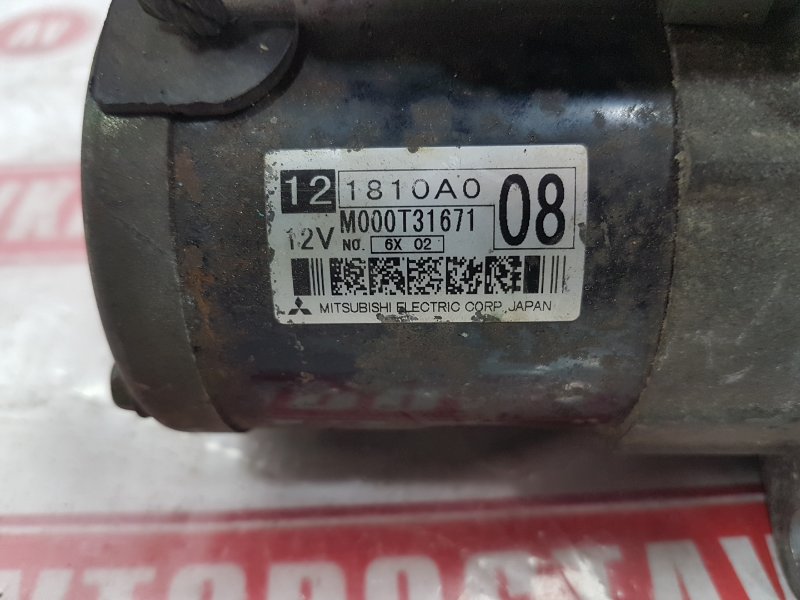 12 1810A0 08
12V M000T31671
NO. 6X 02
MITSUBISHI ELECTRIC CORP.,JAPAN